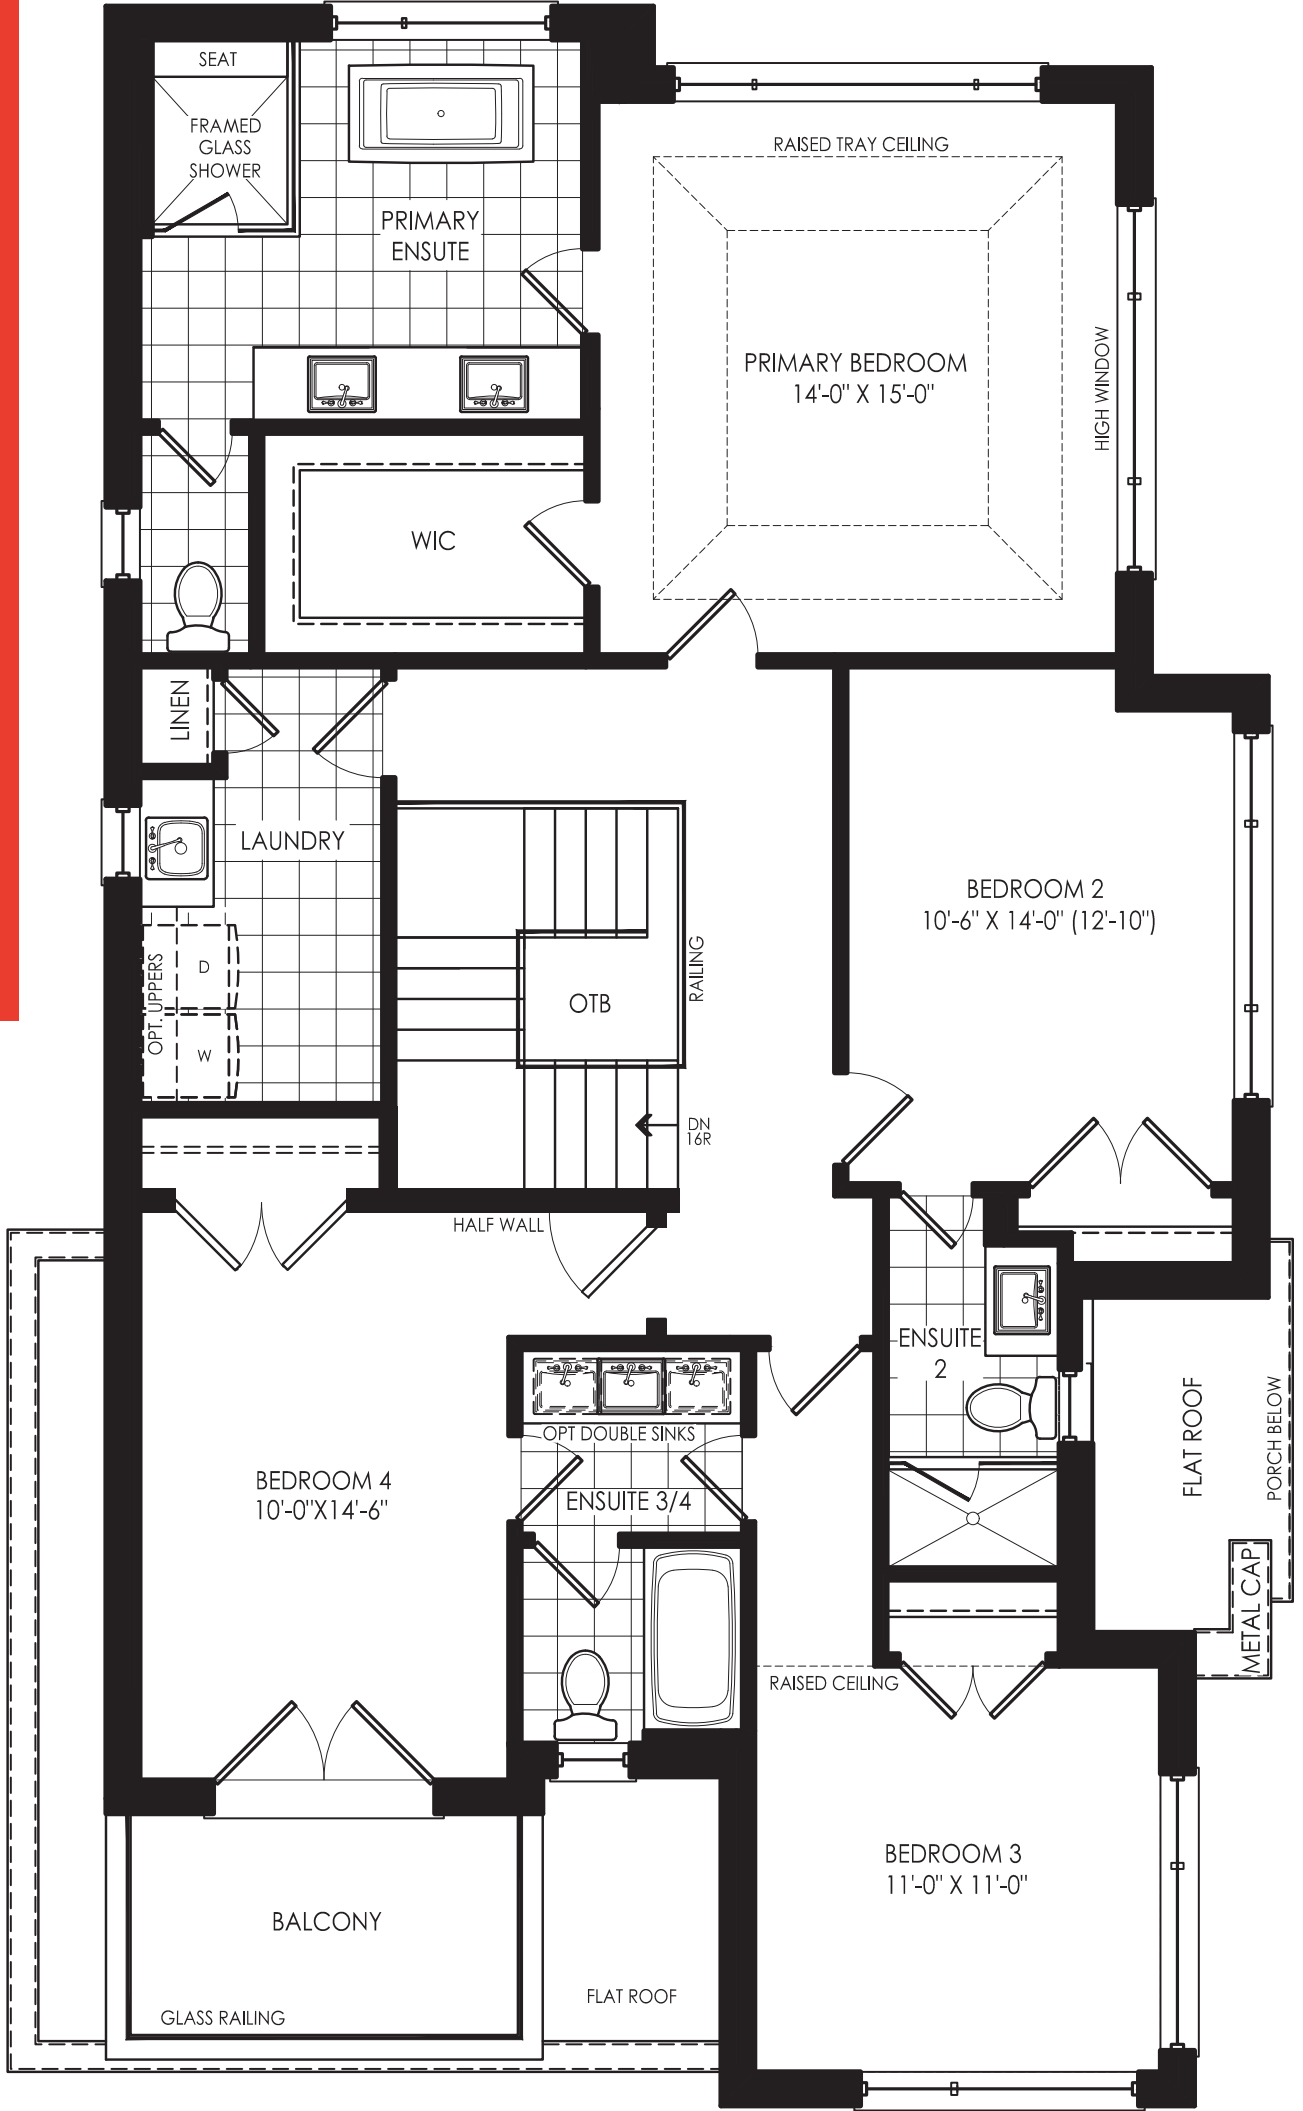 SEAT
FRAMED
GLASS
SHOWER
PRIMARY
ENSUTE
RAISED TRAY CEILING
PRIMARY BEDROOM
14'-0" X 15'-0"
HIGH WINDOW
WIC
LINEN
LAUNDRY
OPT. UPPERS
D
W
OTB
RAILING
DN
16R
BEDROOM 2
10'-6" X 14'-0" (12'-10")
HALF WALL
ENSUITE
2
OPT DOUBLE SINKS
ENSUITE 3/4
BEDROOM 4
10'-0"X14'-6"
FLAT ROOF
PORCH BELOW
METAL CAP
RAISED CEILING
BEDROOM 3
11'-0" X 11'-0"
BALCONY
GLASS RAILING
FLAT ROOF